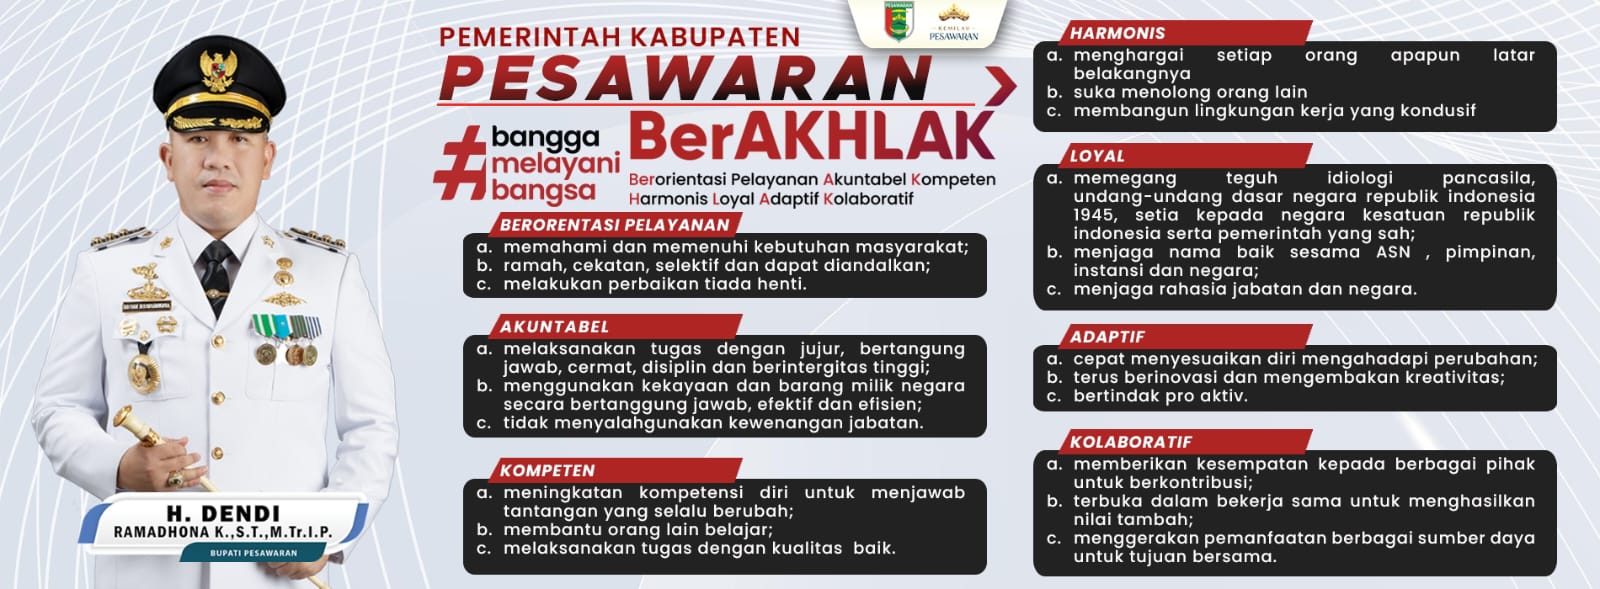 PEMERINTAH KABUPATEN
PESAWARAN
PESAWARAN
KEMILAU
PESAWARAN
#bangga
melayani
bangsa
BerAKHLAK
Berorientasi Pelayanan Akuntabel Kompeten
Harmonis Loyal Adaptif Kolaboratif
BERORENTASI PELAYANAN
a. memahami dan memenuhi kebutuhan masyarakat;
b. ramah, cekatan, selektif dan dapat diandalkan;
c. melakukan perbaikan tiada henti.
AKUNTABEL
a. melaksanakan tugas dengan jujur, bertangung
jawab, cermat, disiplin dan berintergitas tinggi;
b. menggunakan kekayaan dan barang milik negara
secara bertanggung jawab, efektif dan efisien;
c. tidak menyalahgunakan kewenangan jabatan.
KOMPETEN
a. meningkatan kompetensi diri untuk menjawab
tantangan yang selalu berubah;
b. membantu orang lain belajar;
c. melaksanakan tugas dengan kualitas baik.
HARMONIS
a. menghargai setiap orang apapun latar
belakangnya
b. suka menolong orang lain
c. membangun lingkungan kerja yang kondusif
LOYAL
a. memegang teguh idiologi pancasila,
undang-undang dasar negara republik indonesia
1945, setia kepada negara kesatuan republik
indonesia serta pemerintah yang sah;
b. menjaga nama baik sesama ASN , pimpinan,
instansi dan negara;
c. menjaga rahasia jabatan dan negara.
ADAPTIF
a. cepat menyesuaikan diri mengahadapi perubahan;
b. terus berinovasi dan mengembakan kreativitas;
c. bertindak pro aktiv.
KOLABORATIF
a. memberikan kesempatan kepada berbagai pihak
untuk berkontribusi;
b. terbuka dalam bekerja sama untuk menghasilkan
nilai tambah;
c. menggerakan pemanfaatan berbagai sumber daya
untuk tujuan bersama.
H. DENDI
RAMADHONA K.,S.T.,M.Tr.I.P.
BUPATI PESAWARAN